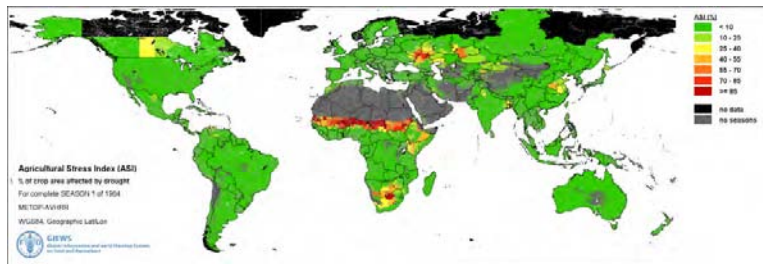 Agricultural Stress Index (ASI)
% of crop area affected by drought
For complete SEASON 1 of 1984
METOP-AVHRR
WGS84, Geographic Lat/Lon
GIEWS
ASI (%)
< 10
10 - 25
25 - 40
40 - 55
55 - 70
70 - 85
>= 85
no data
no seasons